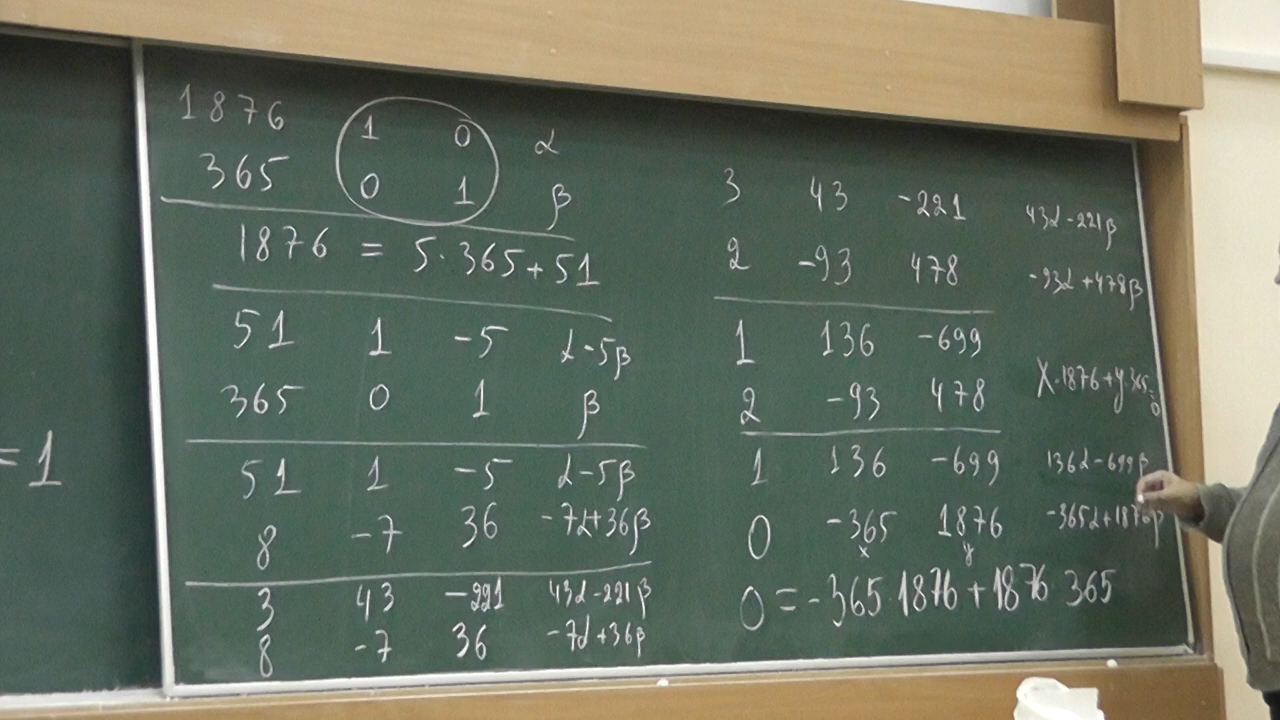 = 1
1876 1 0 α
365 0 1 β
1876 = 5·365+51
51 1 -5 α-5β
365 0 1 β
51 1 -5 α-5β
8 -7 36 -7α+36β
3 43 -221 43α-221β
8 -7 36 -7α+36β
3 43 -221 43α-221β
2 -93 478 -93α+478β
1 136 -699
2 -93 478
x·1876+y·365=0
1 136 -699 136α-699β
0 -365 1876 -365α+1876β
x y
0 = -365·1876+1876·365